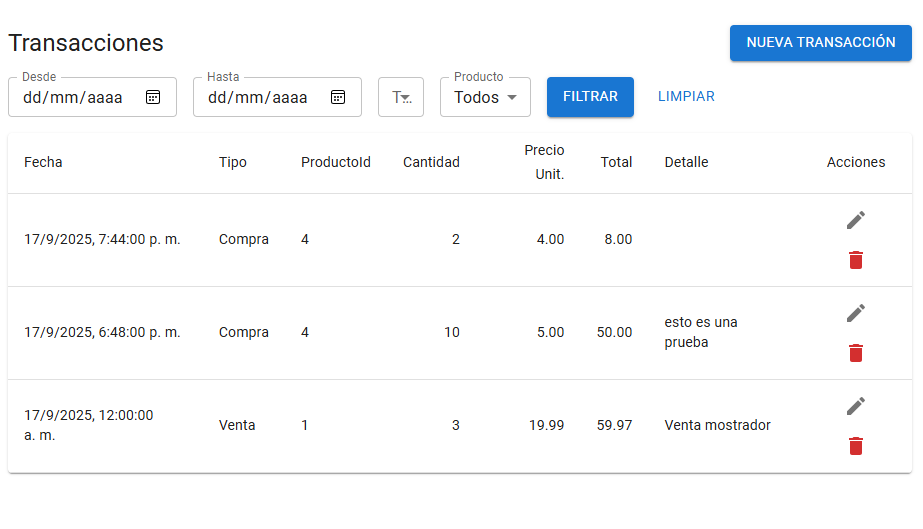 Transacciones
NUEVA TRANSACCIÓN
Desde
Hasta
Producto
dd/mm/aaaa
dd/mm/aaaa
T...
Todos
FILTRAR
LIMPIAR
Fecha Tipo ProductoId Cantidad Precio Unit. Total Detalle Acciones
17/9/2025, 7:44:00 p. m. Compra 4 2 4.00 8.00
17/9/2025, 6:48:00 p. m. Compra 4 10 5.00 50.00 esto es una prueba
17/9/2025, 12:00:00 a. m. Venta 1 3 19.99 59.97 Venta mostrador